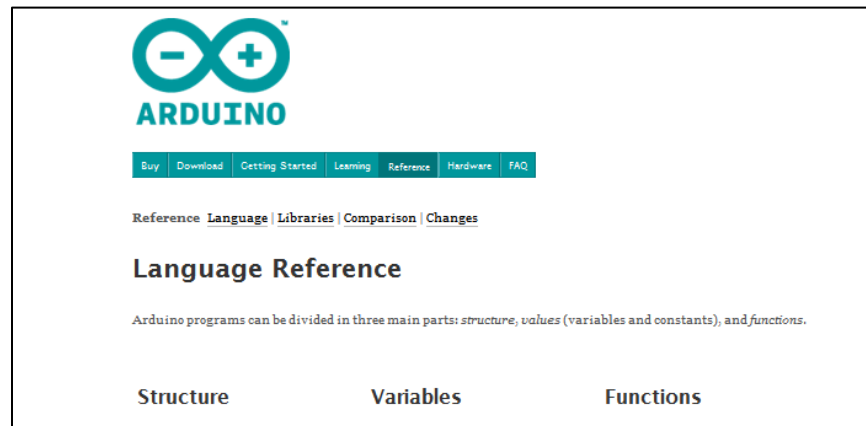 ARDUINO
Buy Download Getting Started Learning Reference Hardware FAQ
Reference Language | Libraries | Comparison | Changes
Language Reference
Arduino programs can be divided in three main parts: structure, values (variables and constants), and functions.
Structure Variables Functions